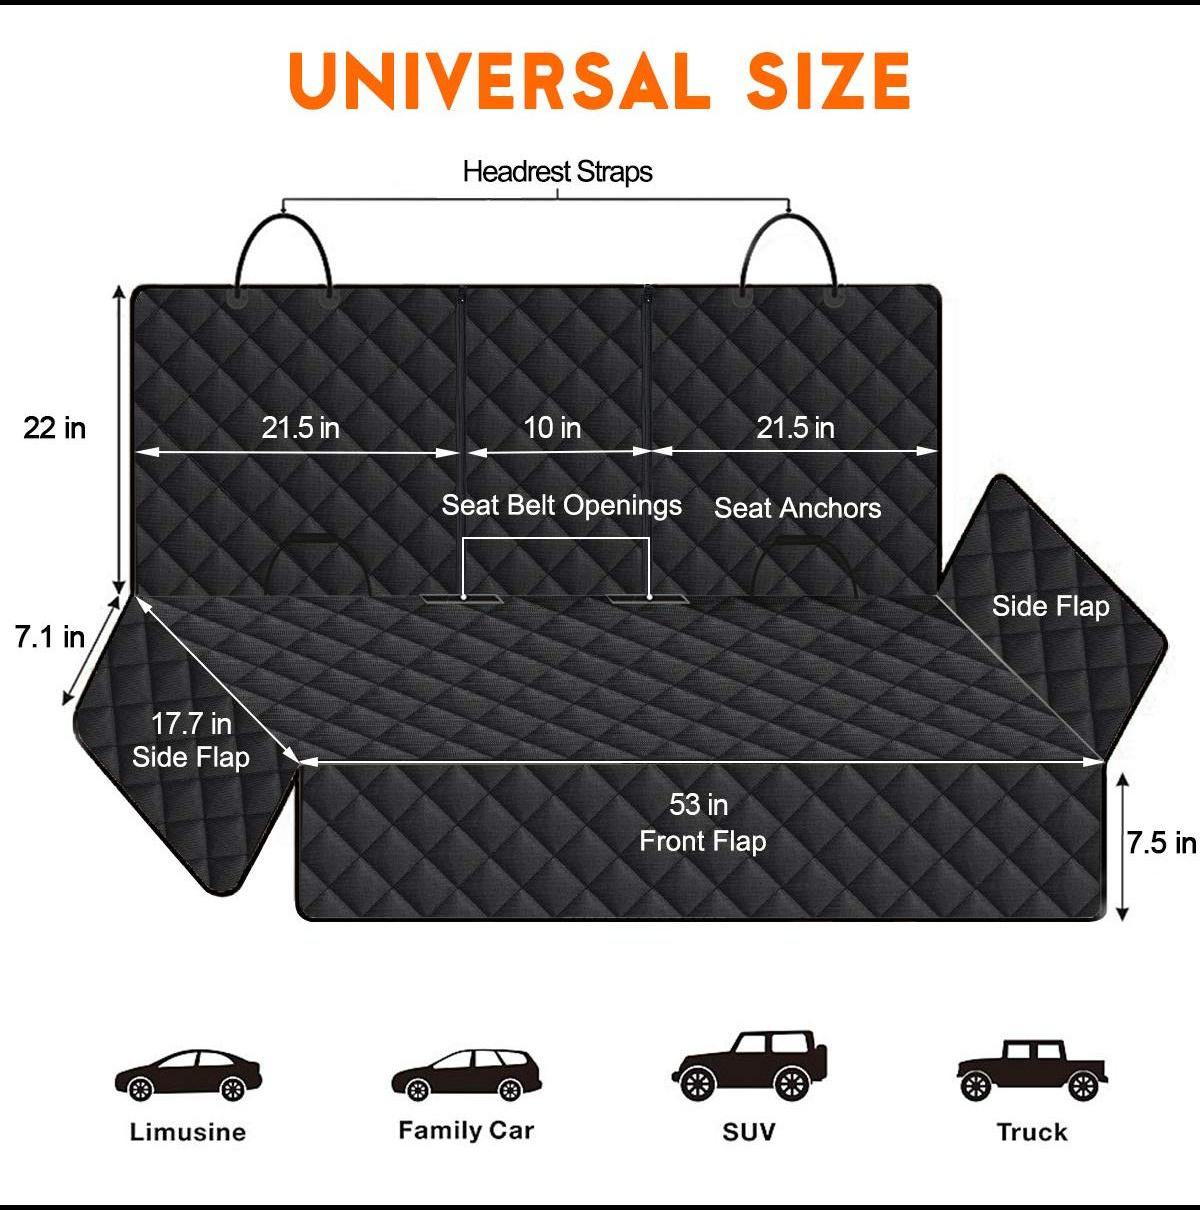 UNIVERSAL SIZE
Headrest Straps
22 in
21.5 in
10 in
21.5 in
Seat Belt Openings
Seat Anchors
7.1 in
Side Flap
17.7 in
Side Flap
53 in
Front Flap
7.5 in
Limusine
Family Car
SUV
Truck